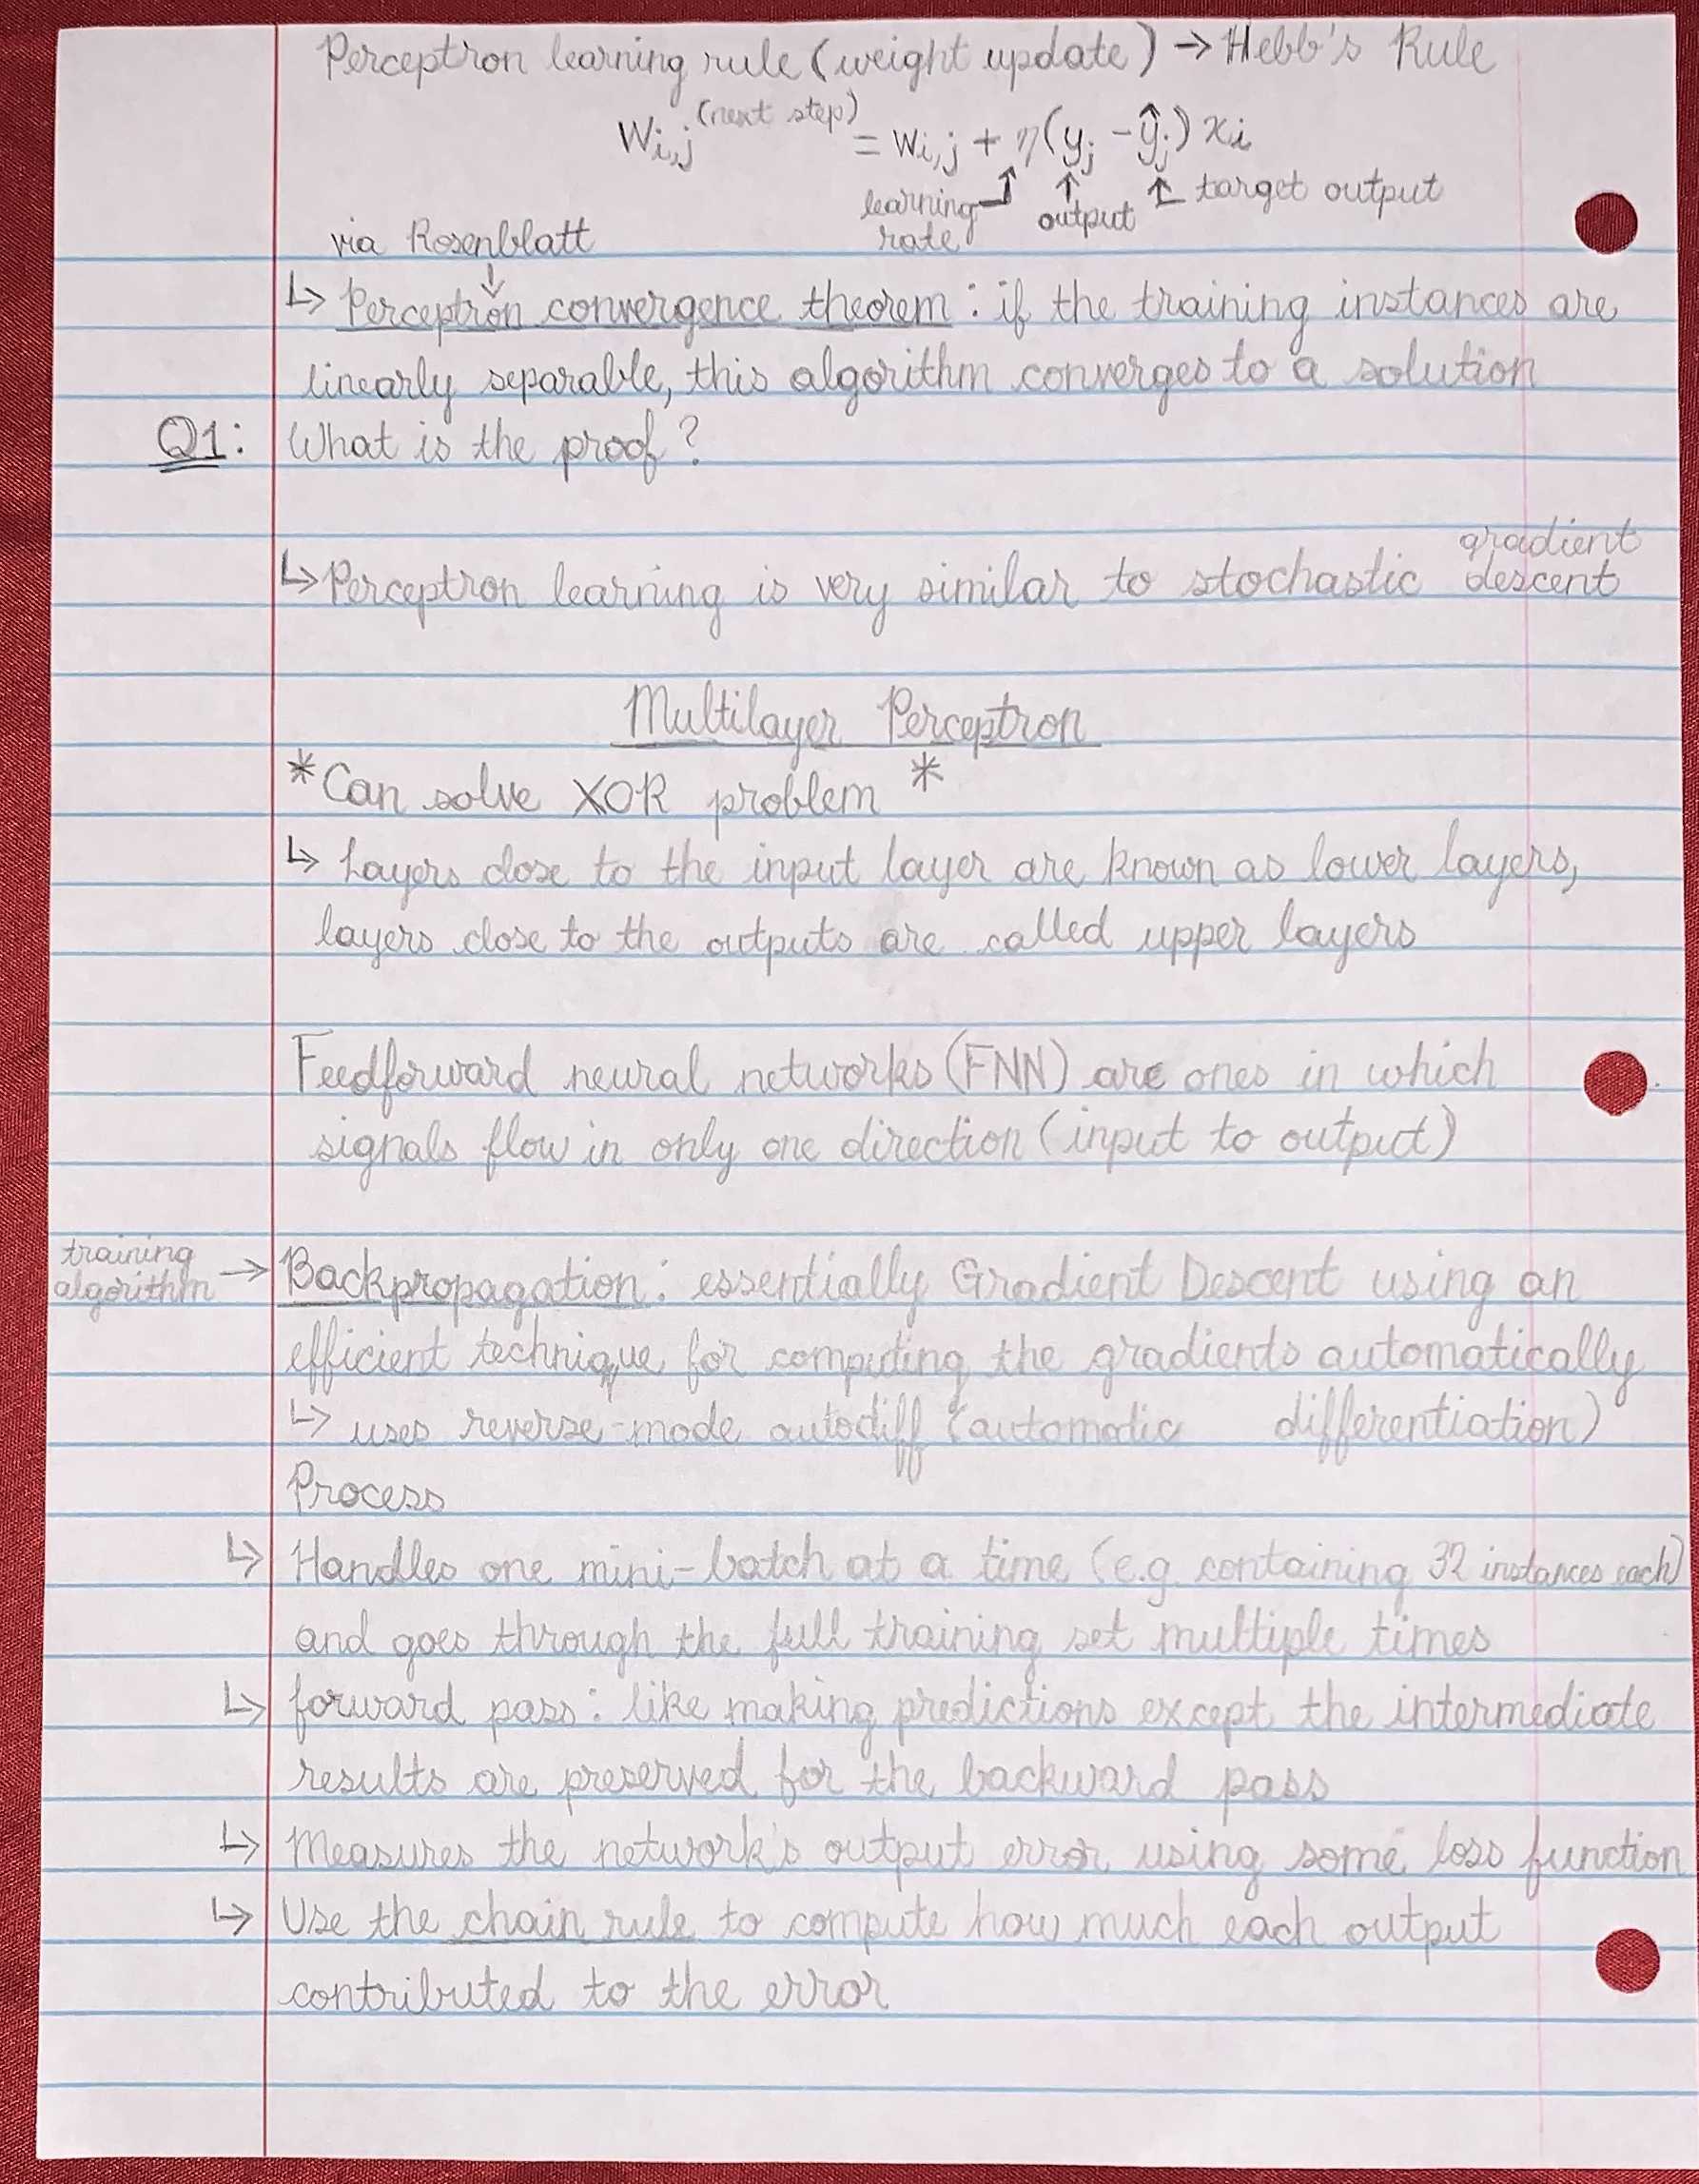 Perceptron learning rule (weight update) → Hebb's Rule
W_{i,j}^{(next step)} = w_{i,j} + η(y_j - ŷ_j) x_i
learning rate
output
target output
via Rosenblatt
↳ Perceptron convergence theorem: if the training instances are
linearly separable, this algorithm converges to a solution
Q1: What is the proof?
↳ Perceptron learning is very similar to stochastic gradient descent
Multilayer Perceptron
*Can solve XOR problem *
↳ Layers close to the input layer are known as lower layers,
layers close to the outputs are called upper layers
Feedforward neural networks (FNN) are ones in which
signals flow in only one direction (input to output)
training algorithm → Backpropagation: essentially Gradient Descent using an
efficient technique for computing the gradients automatically
↳ uses reverse-mode autodiff (automatic differentiation)
Process
↳ Handles one mini-batch at a time (e.g. containing 32 instances each)
and goes through the full training set multiple times
↳ forward pass: like making predictions except the intermediate
results are preserved for the backward pass
↳ Measures the network's output error using some loss function
↳ Use the chain rule to compute how much each output
contributed to the error